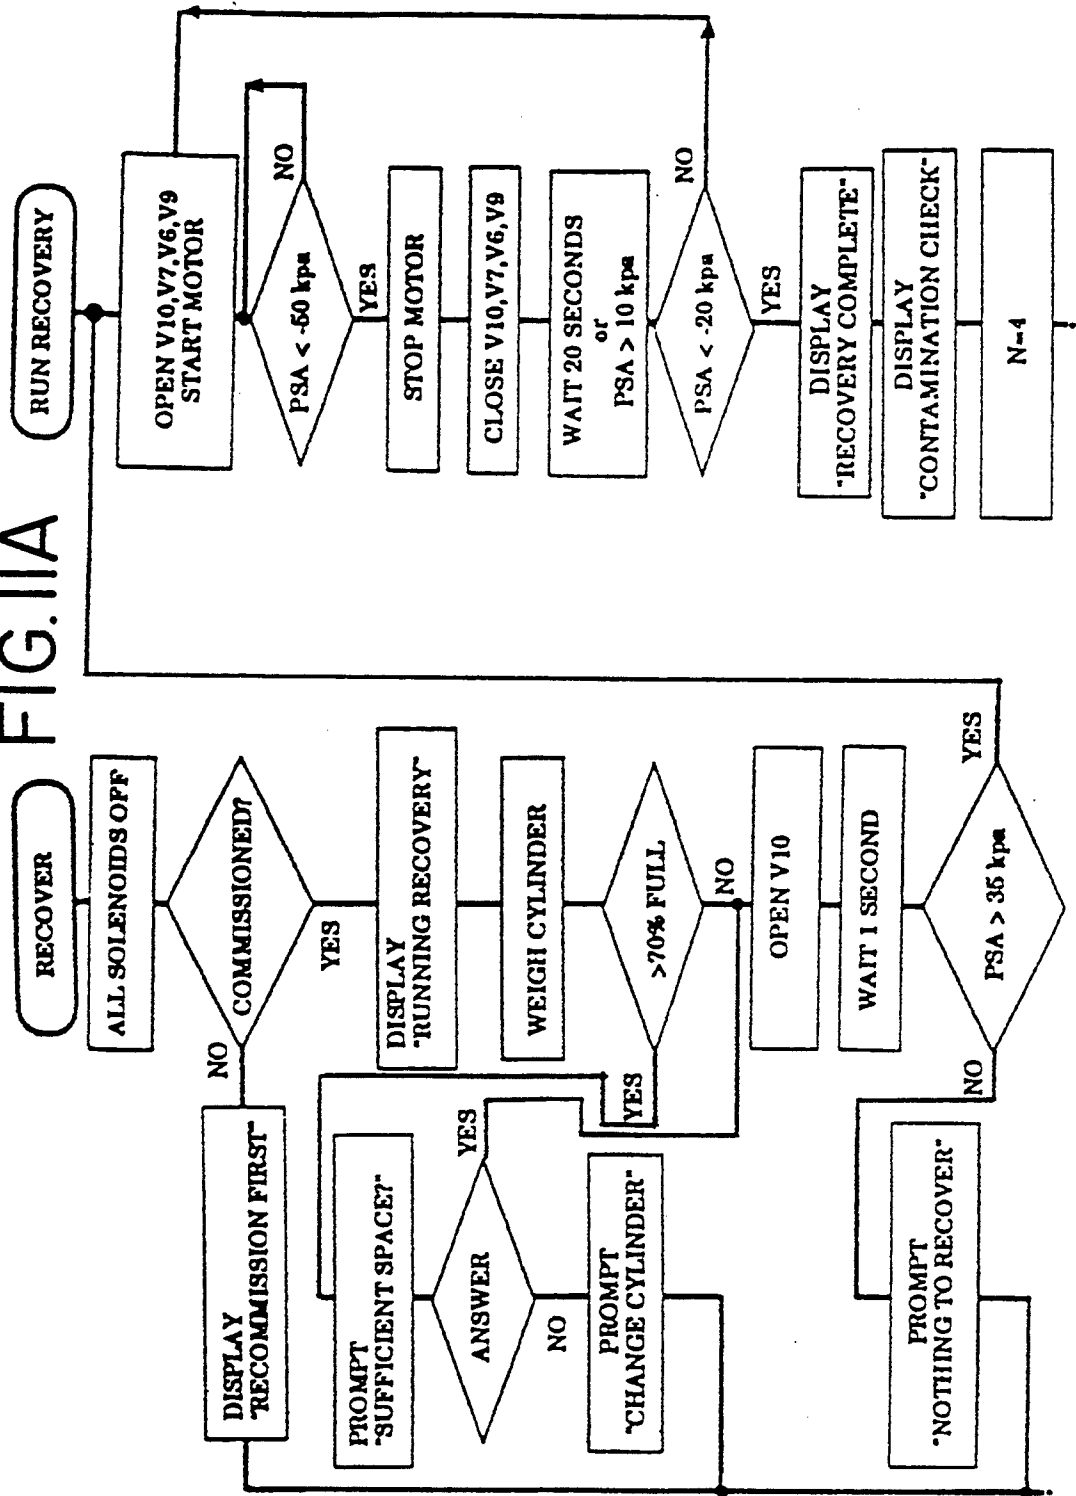 FIG. 11A
RECOVER
ALL SOLENOIDS OFF
COMMISSIONED?
NO
DISPLAY
"RECOMMISSION FIRST"
YES
DISPLAY
"RUNNING RECOVERY"
WEIGH CYLINDER
>70% FULL
YES
PROMPT
"SUFFICIENT SPACE?"
ANSWER
YES
NO
PROMPT
"CHANGE CYLINDER"
NO
OPEN V10
WAIT 1 SECOND
PSA > 35 kpa
YES
NO
PROMPT
"NOTHING TO RECOVER"
RUN RECOVERY
OPEN V10,V7,V6,V9
START MOTOR
PSA < -50 kpa
NO
YES
STOP MOTOR
CLOSE V10,V7,V6,V9
WAIT 20 SECONDS
or
PSA > 10 kpa
PSA < -20 kpa
NO
YES
DISPLAY
"RECOVERY COMPLETE"
DISPLAY
"CONTAMINATION CHECK"
N=4